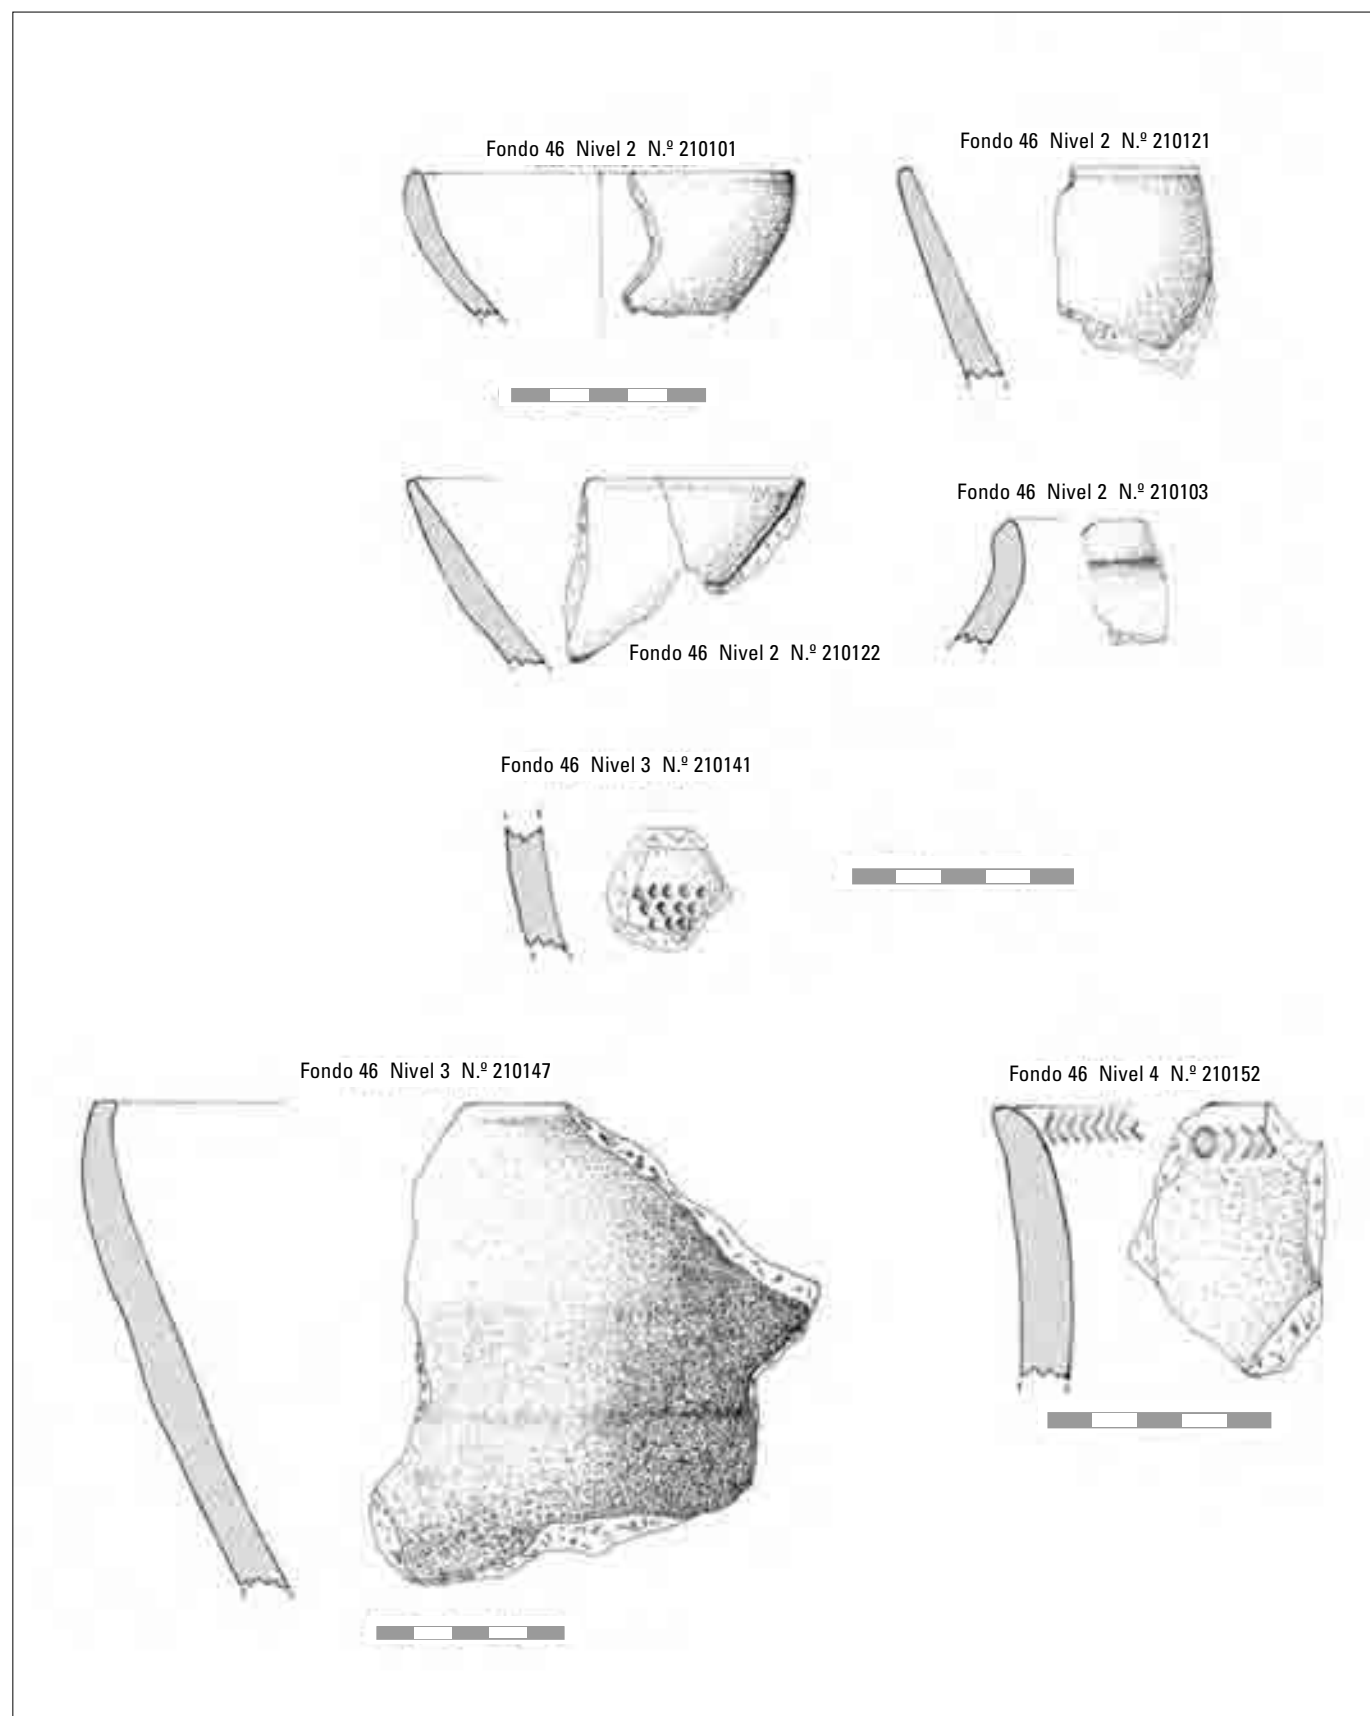 Fondo 46 Nivel 2 N.º 210101
Fondo 46 Nivel 2 N.º 210121
Fondo 46 Nivel 2 N.º 210103
Fondo 46 Nivel 2 N.º 210122
Fondo 46 Nivel 3 N.º 210141
Fondo 46 Nivel 3 N.º 210147
Fondo 46 Nivel 4 N.º 210152